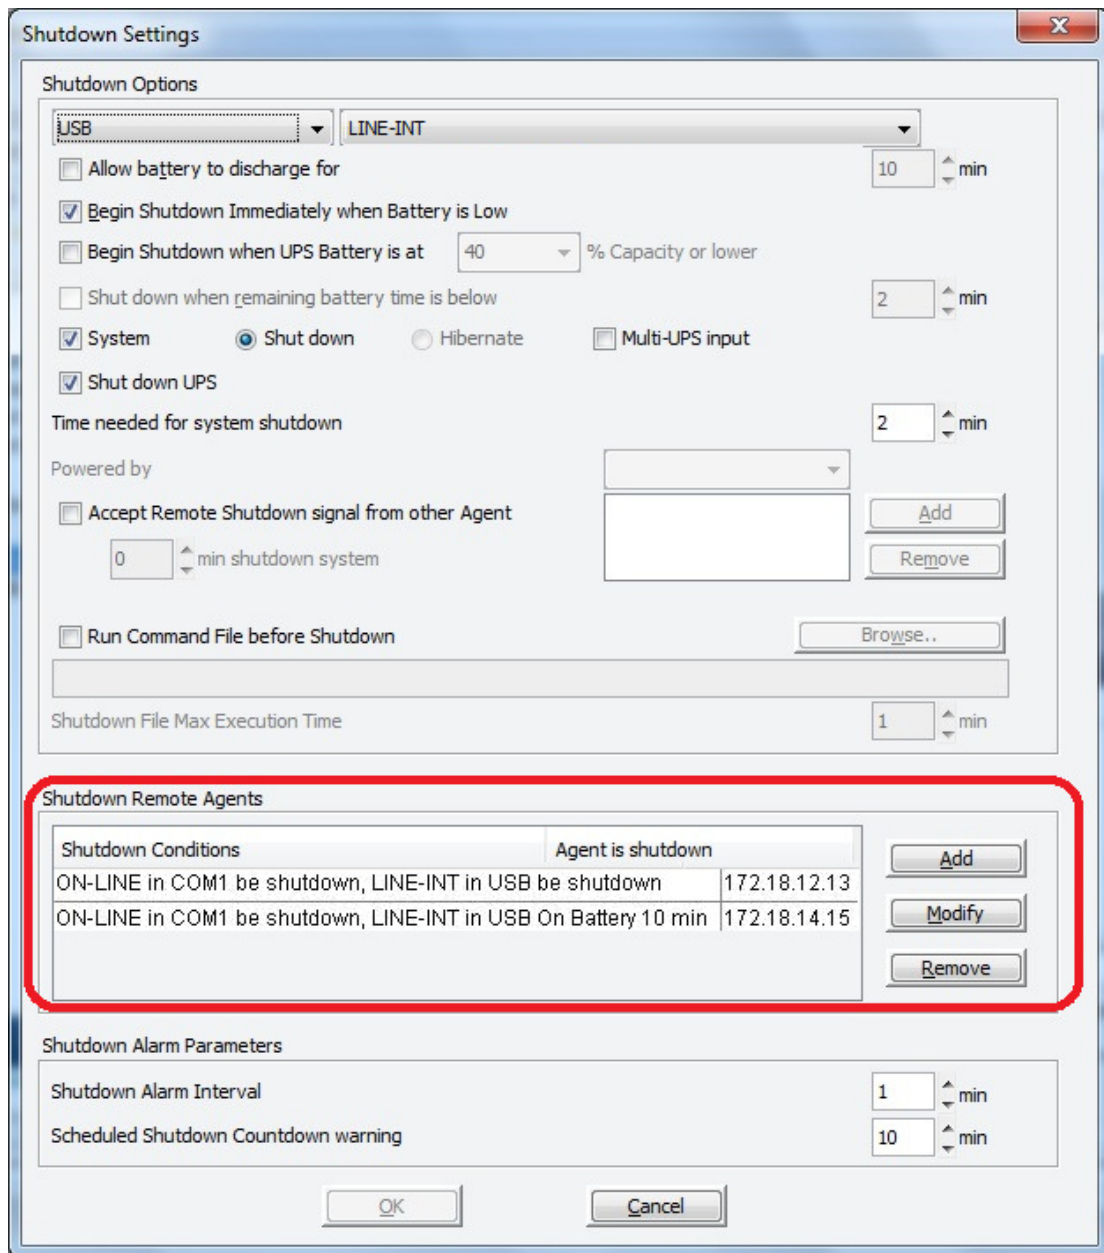 Shutdown Settings
Shutdown Options
USB LINE-INT
Allow battery to discharge for 10 min
Begin Shutdown Immediately when Battery is Low
Begin Shutdown when UPS Battery is at 40 % Capacity or lower
Shut down when remaining battery time is below 2 min
System Shut down Hibernate Multi-UPS input
Shut down UPS
Time needed for system shutdown 2 min
Powered by
Accept Remote Shutdown signal from other Agent Add
0 min shutdown system Remove
Run Command File before Shutdown Browse..
Shutdown File Max Execution Time 1 min
Shutdown Remote Agents
Shutdown Conditions Agent is shutdown Add
ON-LINE in COM1 be shutdown, LINE-INT in USB be shutdown 172.18.12.13
ON-LINE in COM1 be shutdown, LINE-INT in USB On Battery 10 min 172.18.14.15 Modify
Remove
Shutdown Alarm Parameters
Shutdown Alarm Interval 1 min
Scheduled Shutdown Countdown warning 10 min
OK Cancel